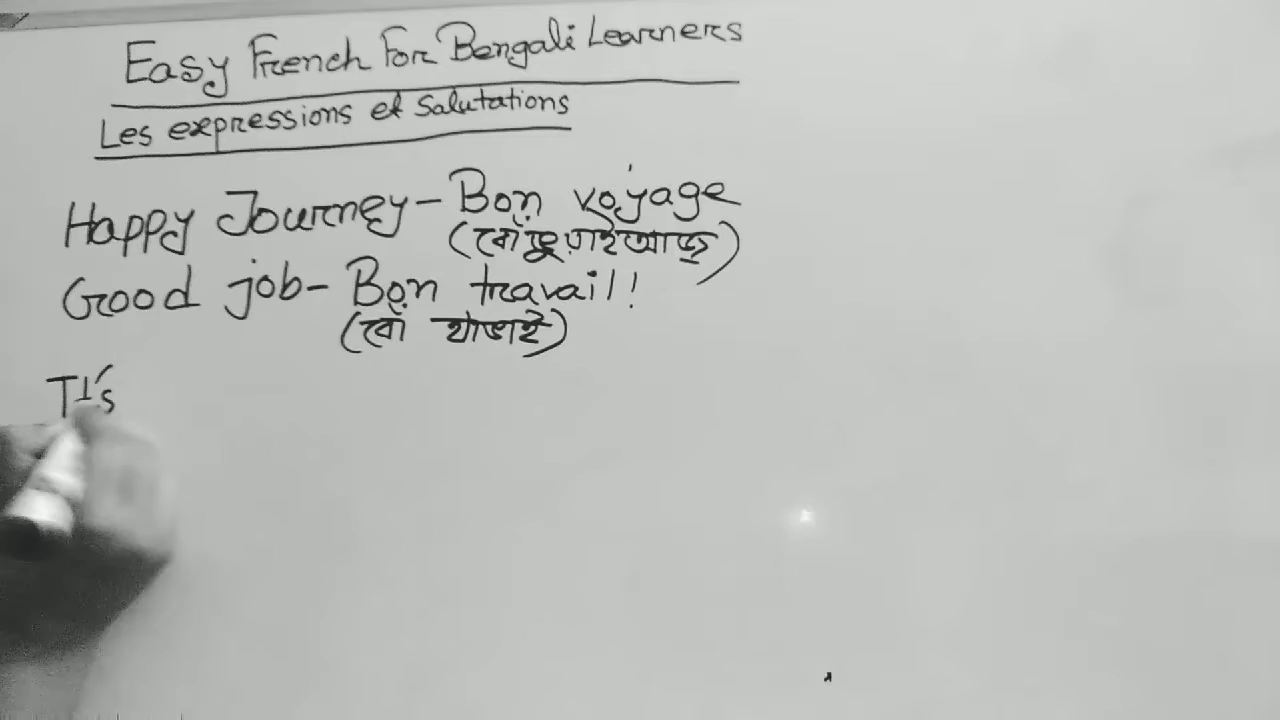 Easy French For Bengali Learners
Les expressions et Salutations
Happy Journey - Bon voyage
Good job - Bon travail!
(বোঁ